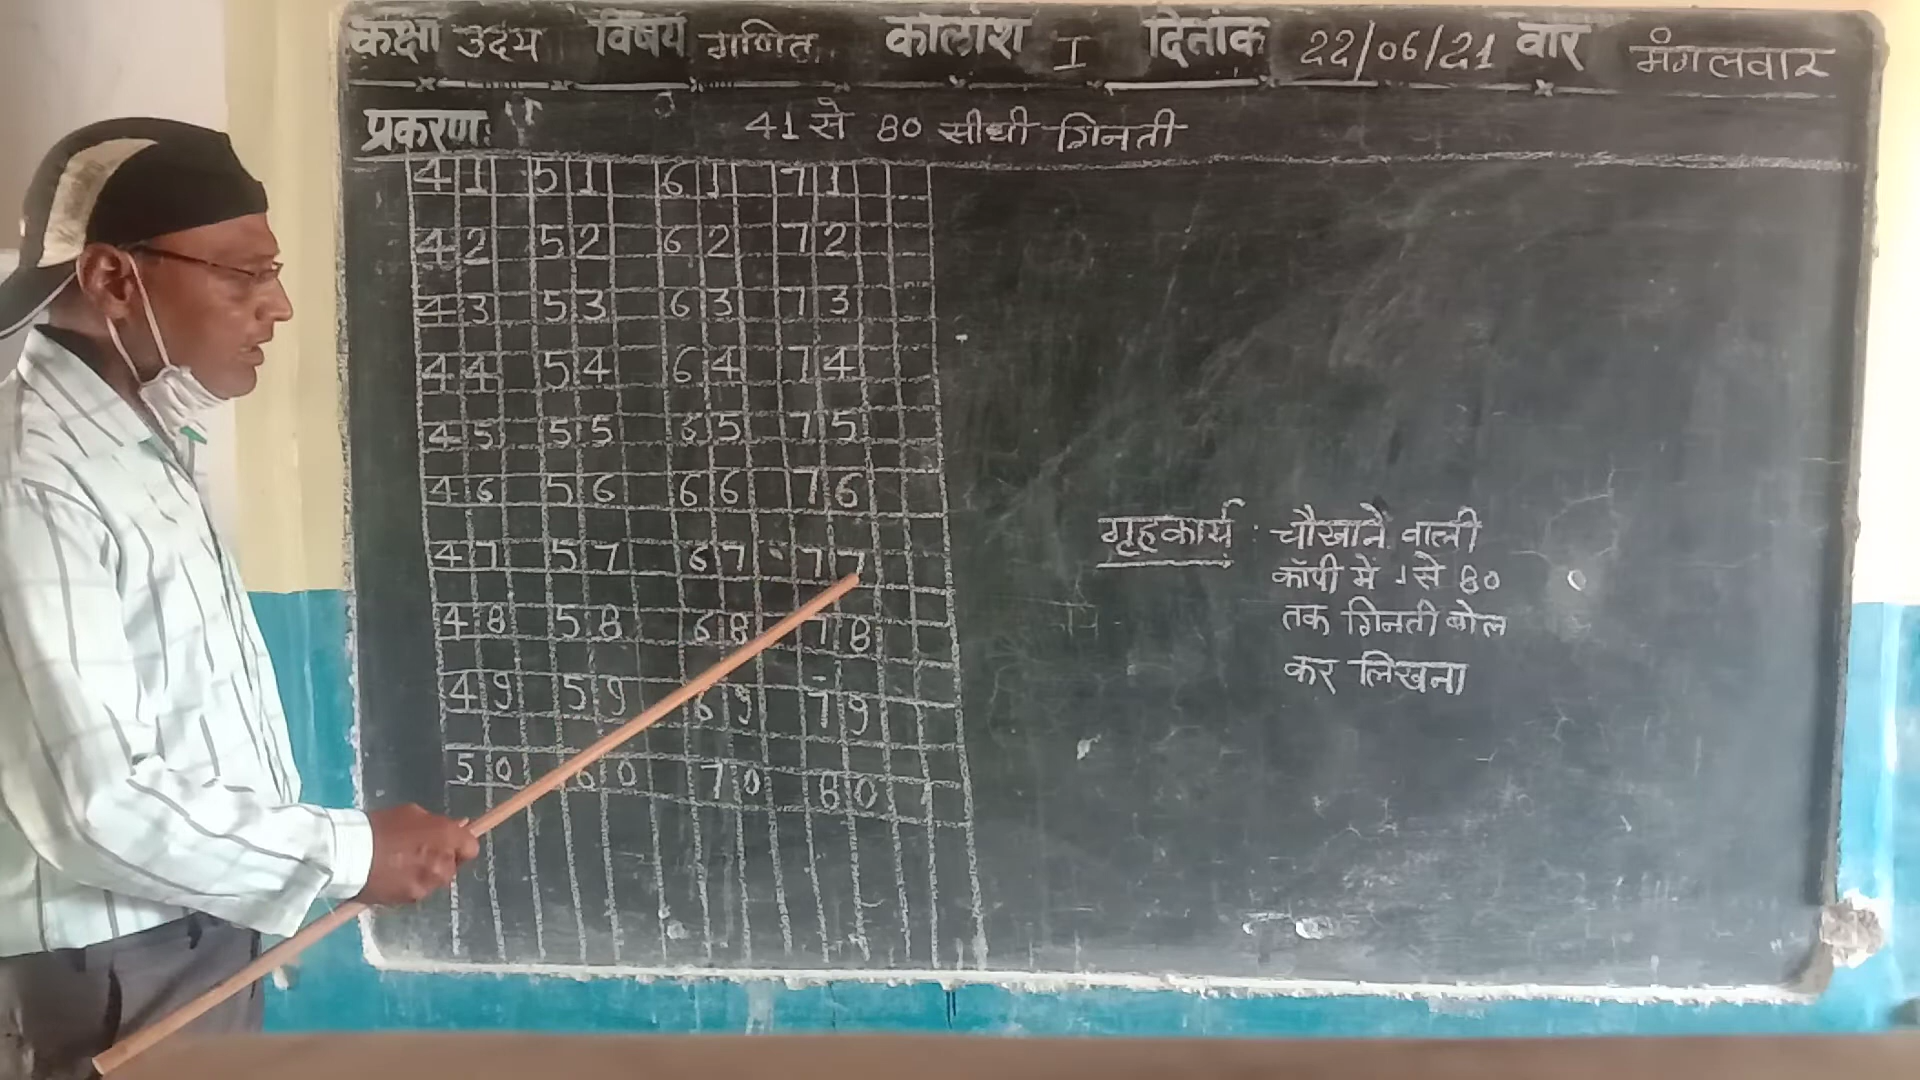 कक्षा उदय विषय गणित कालांश I दिनांक 22/06/21 वार मंगलवार
प्रकरण: 41 से 80 सीधी गिनती
41 51 61 71
42 52 62 72
43 53 63 73
44 54 64 74
45 55 65 75
46 56 66 76
47 57 67 77
48 58 68 78
49 59 69 79
50 60 70 80
गृहकार्य : चौखाने वाली
कॉपी में 1 से 80
तक गिनती बोल
कर लिखना